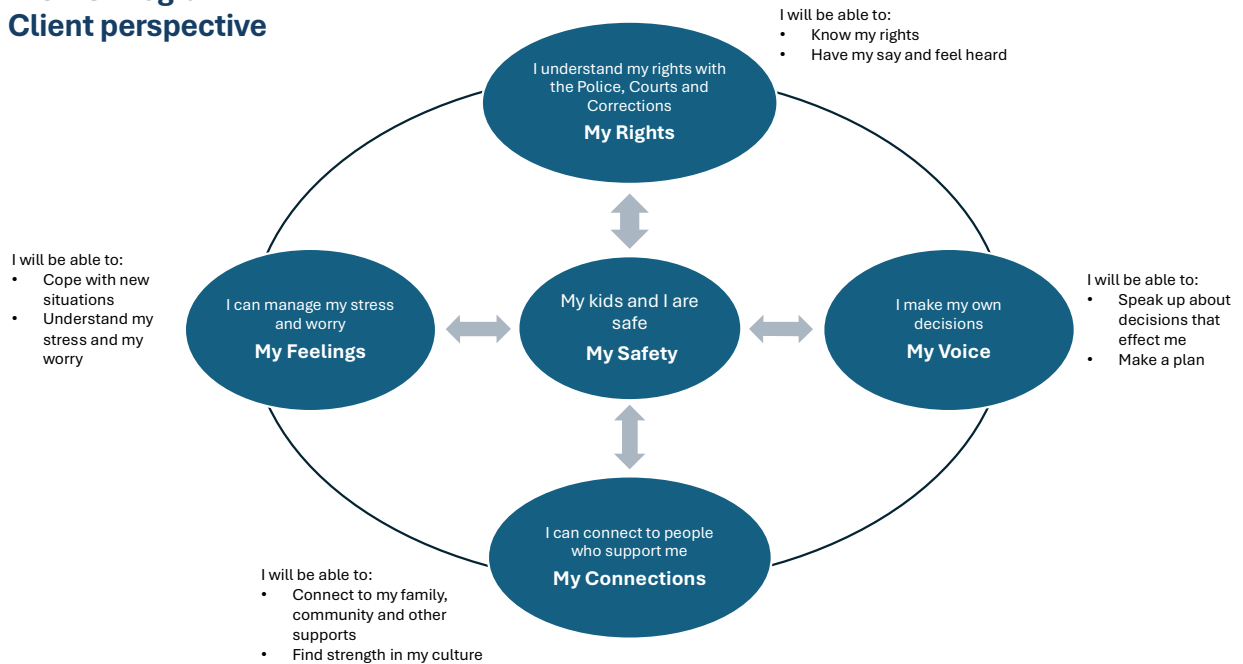 Client perspective
I will be able to:
• Know my rights
• Have my say and feel heard
I understand my rights with
the Police, Courts and
Corrections
My Rights
I will be able to:
• Cope with new
situations
• Understand my
stress and my
worry
I can manage my stress
and worry
My Feelings
My kids and I are
safe
My Safety
I make my own
decisions
My Voice
I will be able to:
• Speak up about
decisions that
effect me
• Make a plan
I can connect to people
who support me
My Connections
I will be able to:
• Connect to my family,
community and other
supports
• Find strength in my culture